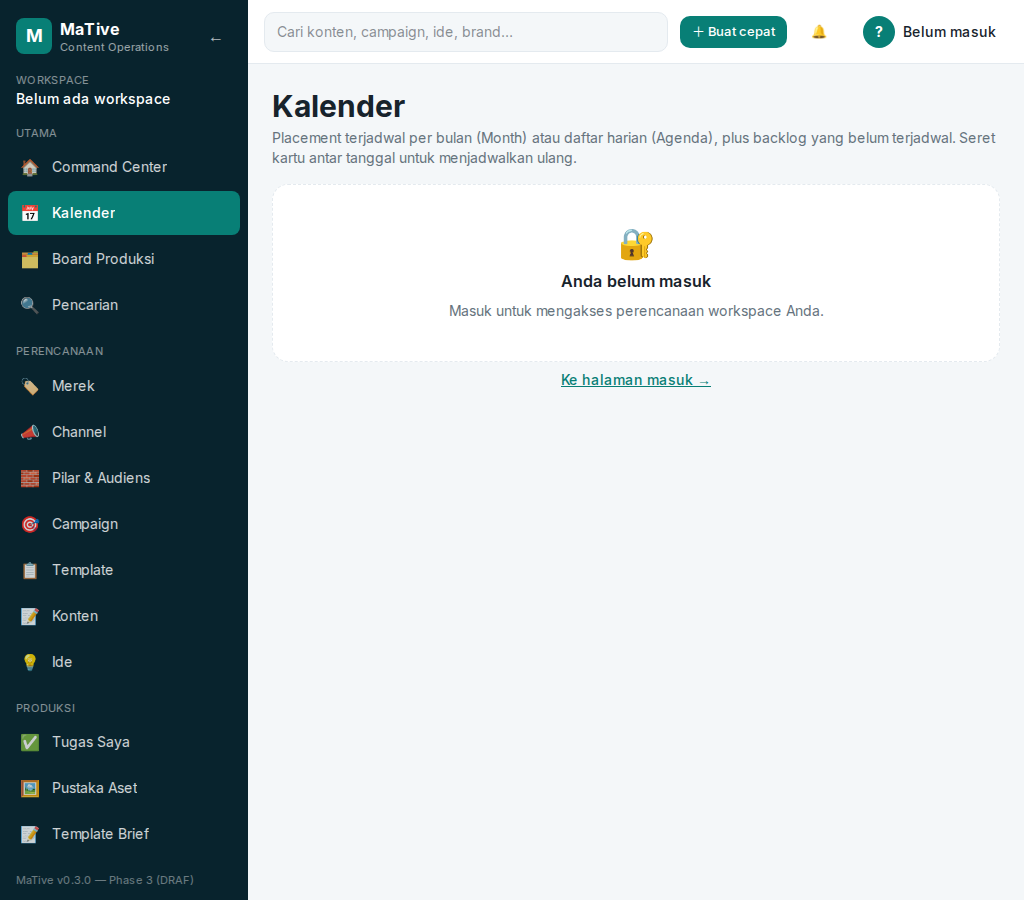 M
MaTive
Content Operations
←
WORKSPACE
Belum ada workspace
UTAMA
Command Center
Kalender
Board Produksi
Pencarian
PERENCANAAN
Merek
Channel
Pilar & Audiens
Campaign
Template
Konten
Ide
PRODUKSI
Tugas Saya
Pustaka Aset
Template Brief
MaTive v0.3.0 — Phase 3 (DRAF)
Cari konten, campaign, ide, brand...
+ Buat cepat
?
Belum masuk
Kalender
Placement terjadwal per bulan (Month) atau daftar harian (Agenda), plus backlog yang belum terjadwal. Seret
kartu antar tanggal untuk menjadwalkan ulang.
Anda belum masuk
Masuk untuk mengakses perencanaan workspace Anda.
Ke halaman masuk →